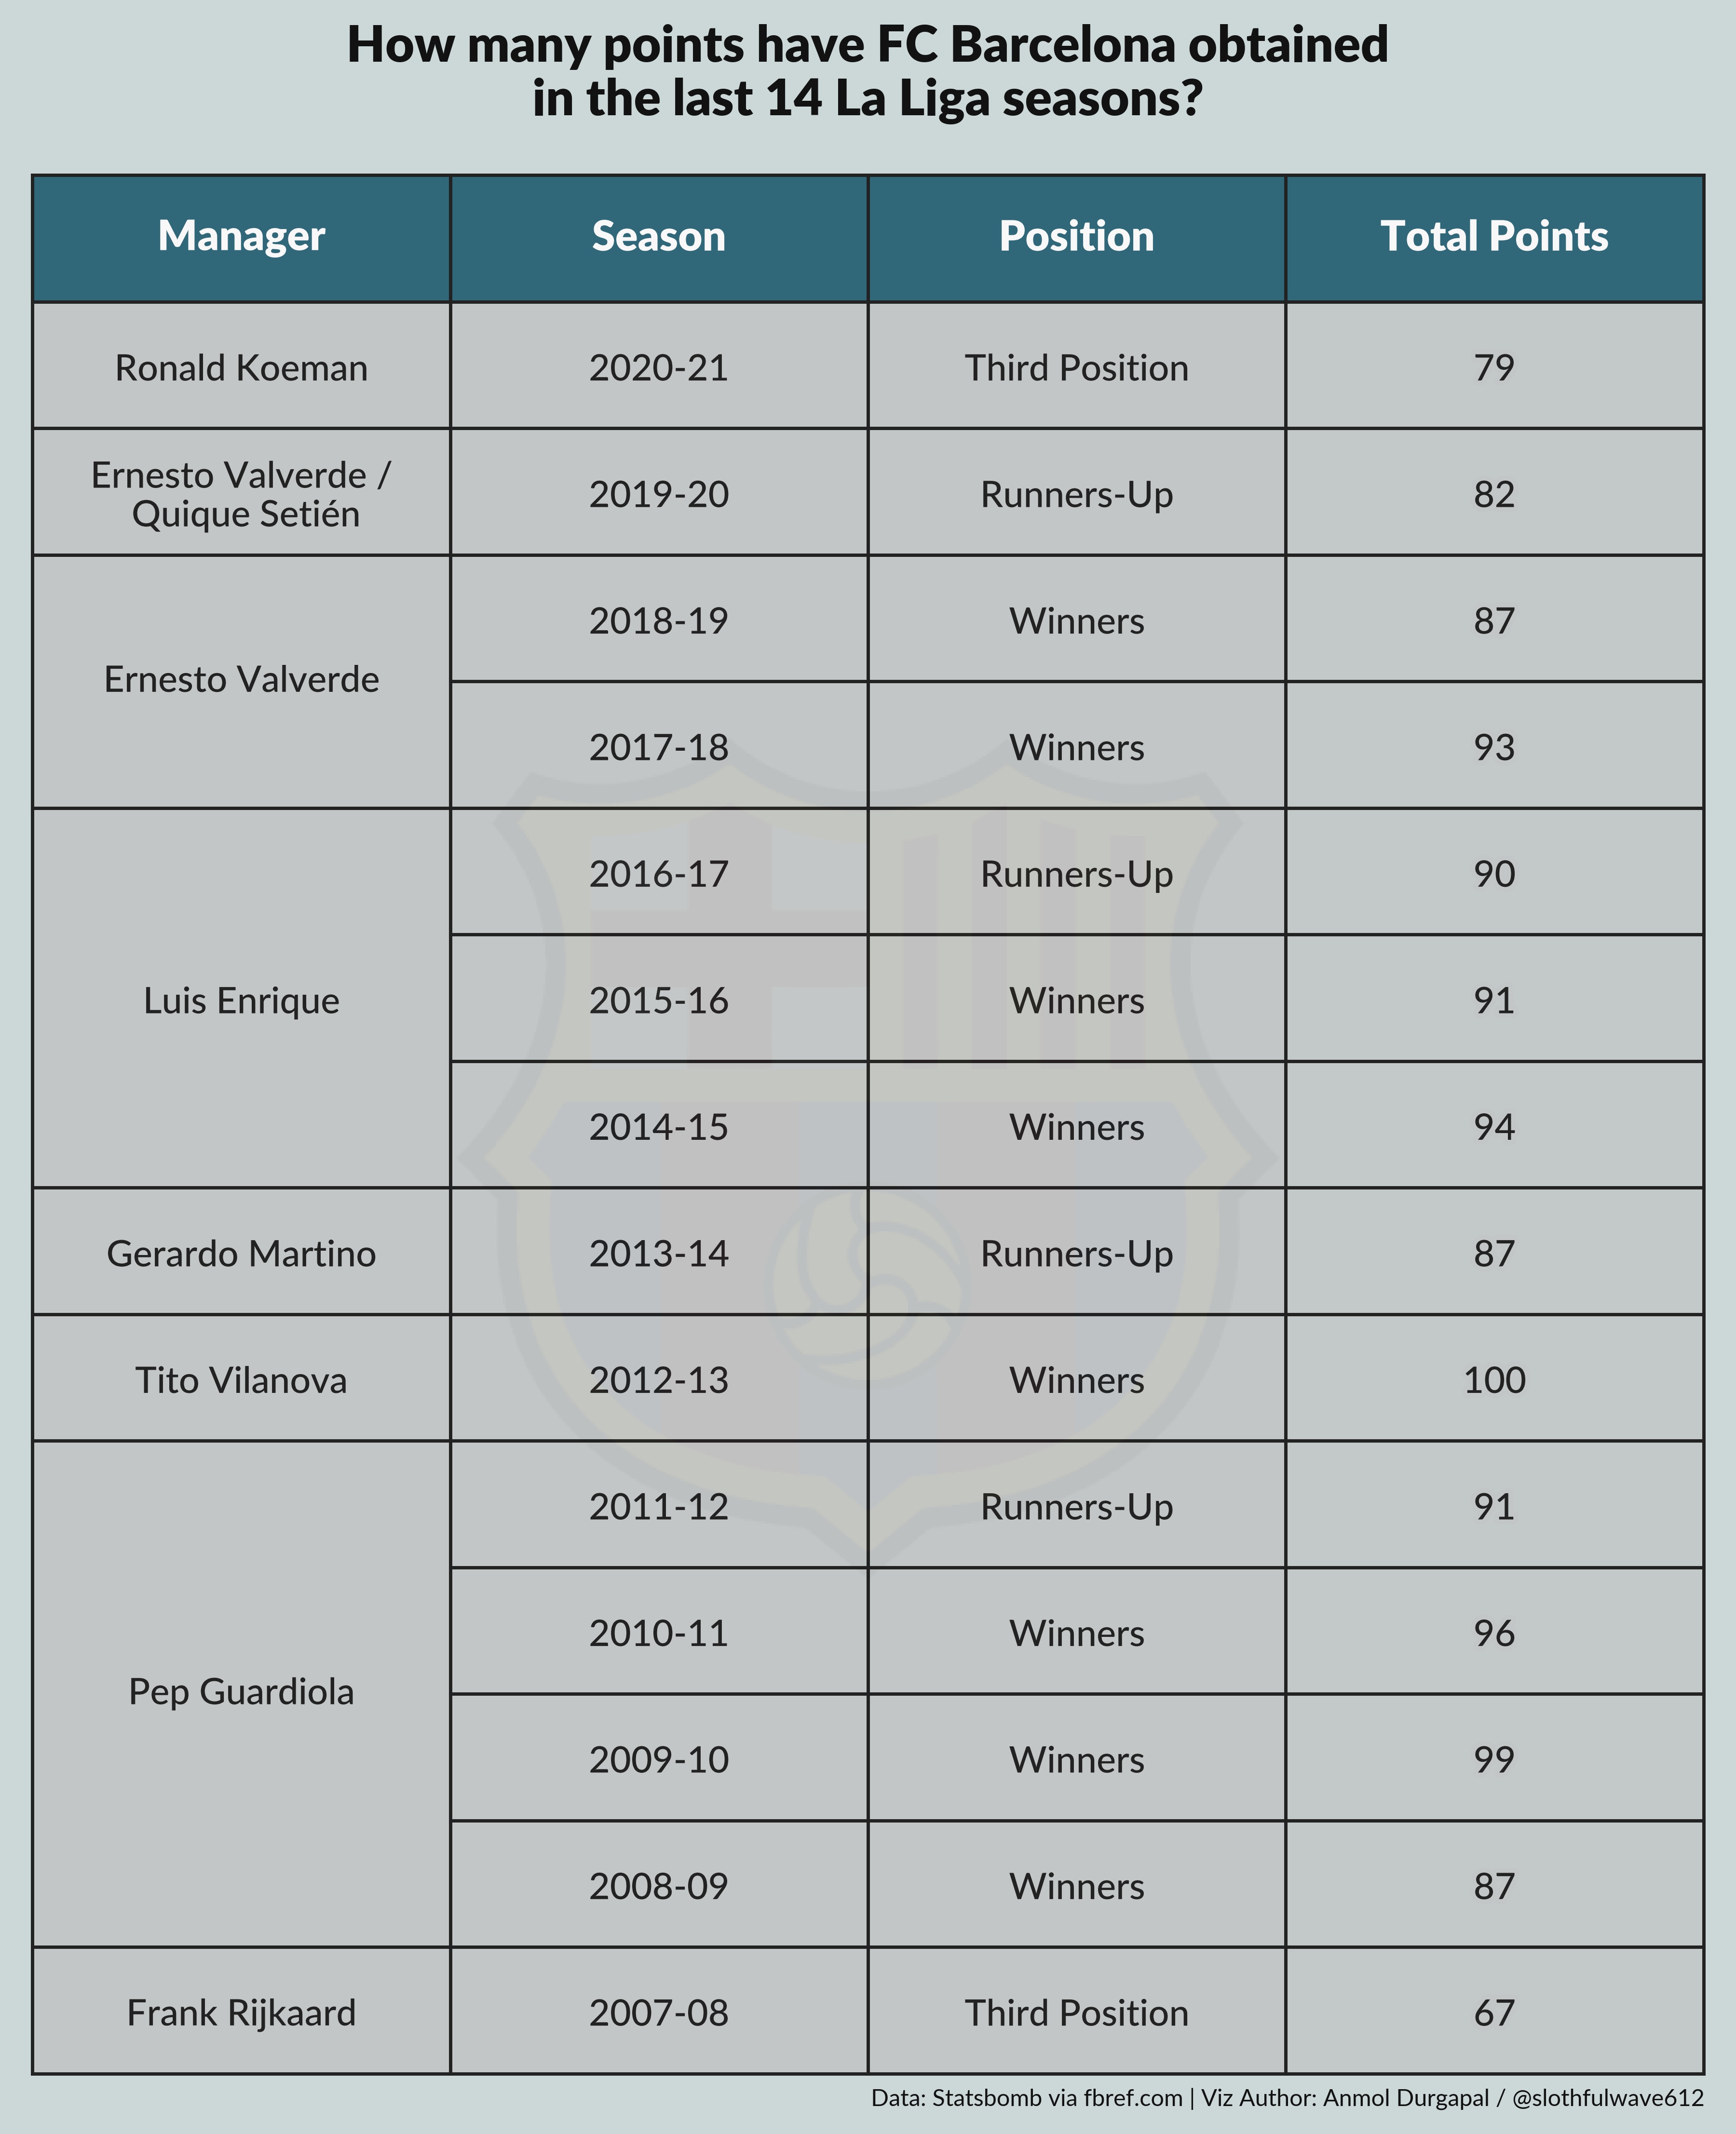 How many points have FC Barcelona obtained
in the last 14 La Liga seasons?
Manager Season Position Total Points
Ronald Koeman 2020-21 Third Position 79
Ernesto Valverde /
Quique Setién 2019-20 Runners-Up 82
Ernesto Valverde 2018-19 Winners 87
2017-18 Winners 93
Luis Enrique 2016-17 Runners-Up 90
2015-16 Winners 91
2014-15 Winners 94
Gerardo Martino 2013-14 Runners-Up 87
Tito Vilanova 2012-13 Winners 100
Pep Guardiola 2011-12 Runners-Up 91
2010-11 Winners 96
2009-10 Winners 99
2008-09 Winners 87
Frank Rijkaard 2007-08 Third Position 67
Data: Statsbomb via fbref.com | Viz Author: Anmol Durgapal / @slothfulwave612